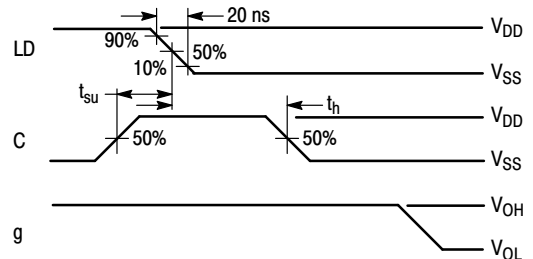 20 ns
V_DD
LD
90%
50%
10%
V_SS
t_su
t_h
V_DD
C
50%
50%
V_SS
V_OH
g
V_OL